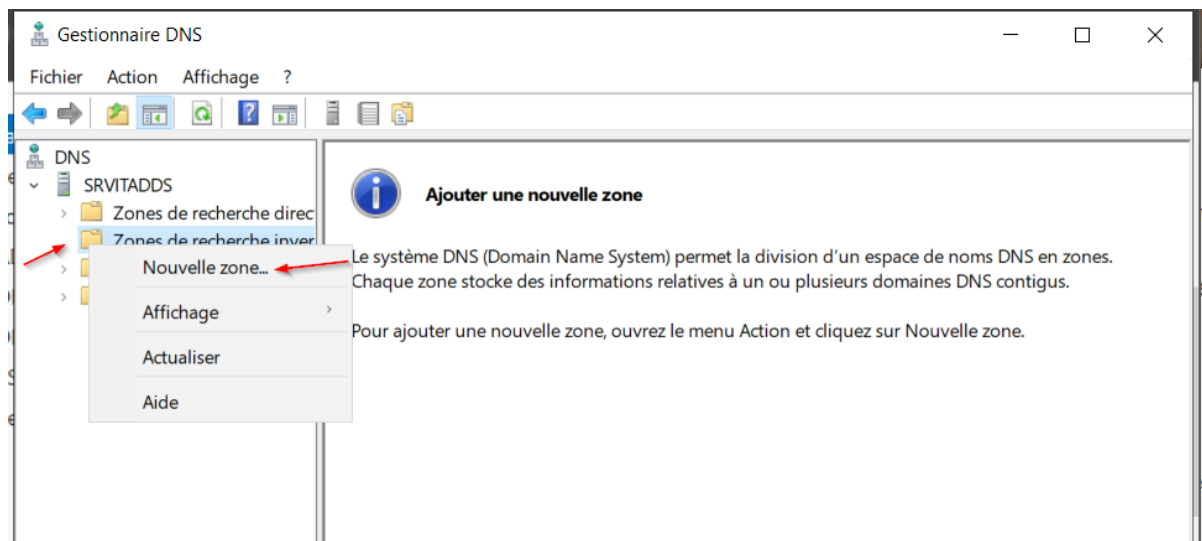 Gestionnaire DNS
Fichier Action Affichage ?
DNS
SRVITADDS
Zones de recherche direc
Zones de recherche inver
Nouvelle zone...
Affichage
Actualiser
Aide
Ajouter une nouvelle zone
Le système DNS (Domain Name System) permet la division d'un espace de noms DNS en zones.
Chaque zone stocke des informations relatives à un ou plusieurs domaines DNS contigus.
Pour ajouter une nouvelle zone, ouvrez le menu Action et cliquez sur Nouvelle zone.